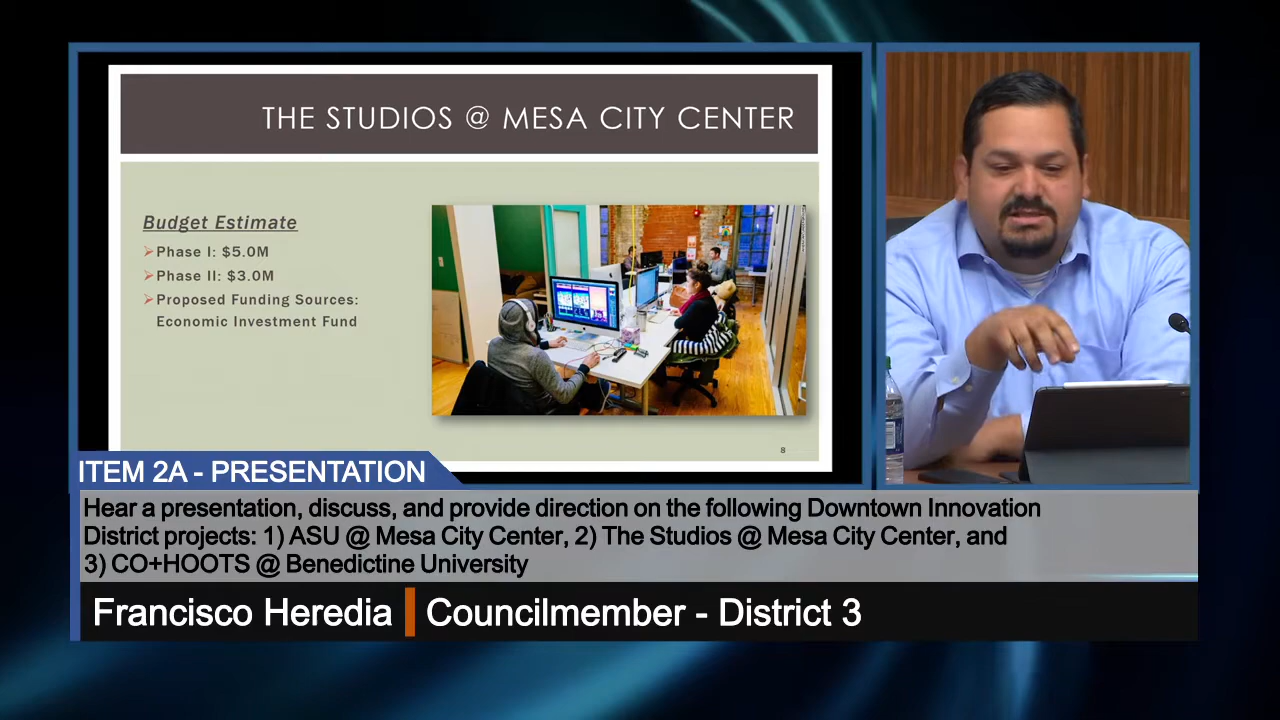 THE STUDIOS @ MESA CITY CENTER
Budget Estimate
Phase I: $5.0M
Phase II: $3.0M
Proposed Funding Sources:
Economic Investment Fund
8
ITEM 2A - PRESENTATION
Hear a presentation, discuss, and provide direction on the following Downtown Innovation
District projects: 1) ASU @ Mesa City Center, 2) The Studios @ Mesa City Center, and
3) CO+HOOTS @ Benedictine University
Francisco Heredia Councilmember - District 3